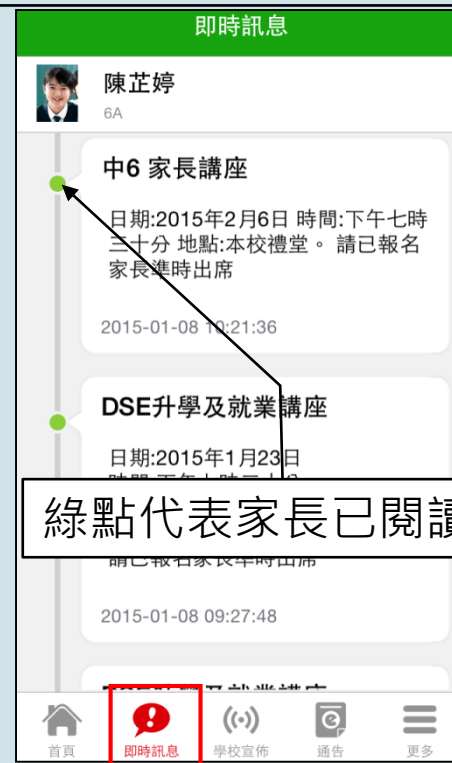 即時訊息
陳芷婷
6A
中6 家長講座
日期:2015年2月6日 時間:下午七時
三十分 地點:本校禮堂。 請已報名
家長準時出席
2015-01-08 10:21:36
DSE升學及就業講座
日期:2015年1月23日
綠點代表家長已閱讀
請已報名家長準時出席
2015-01-08 09:27:48
首頁
即時訊息
學校宣佈
通告
更多